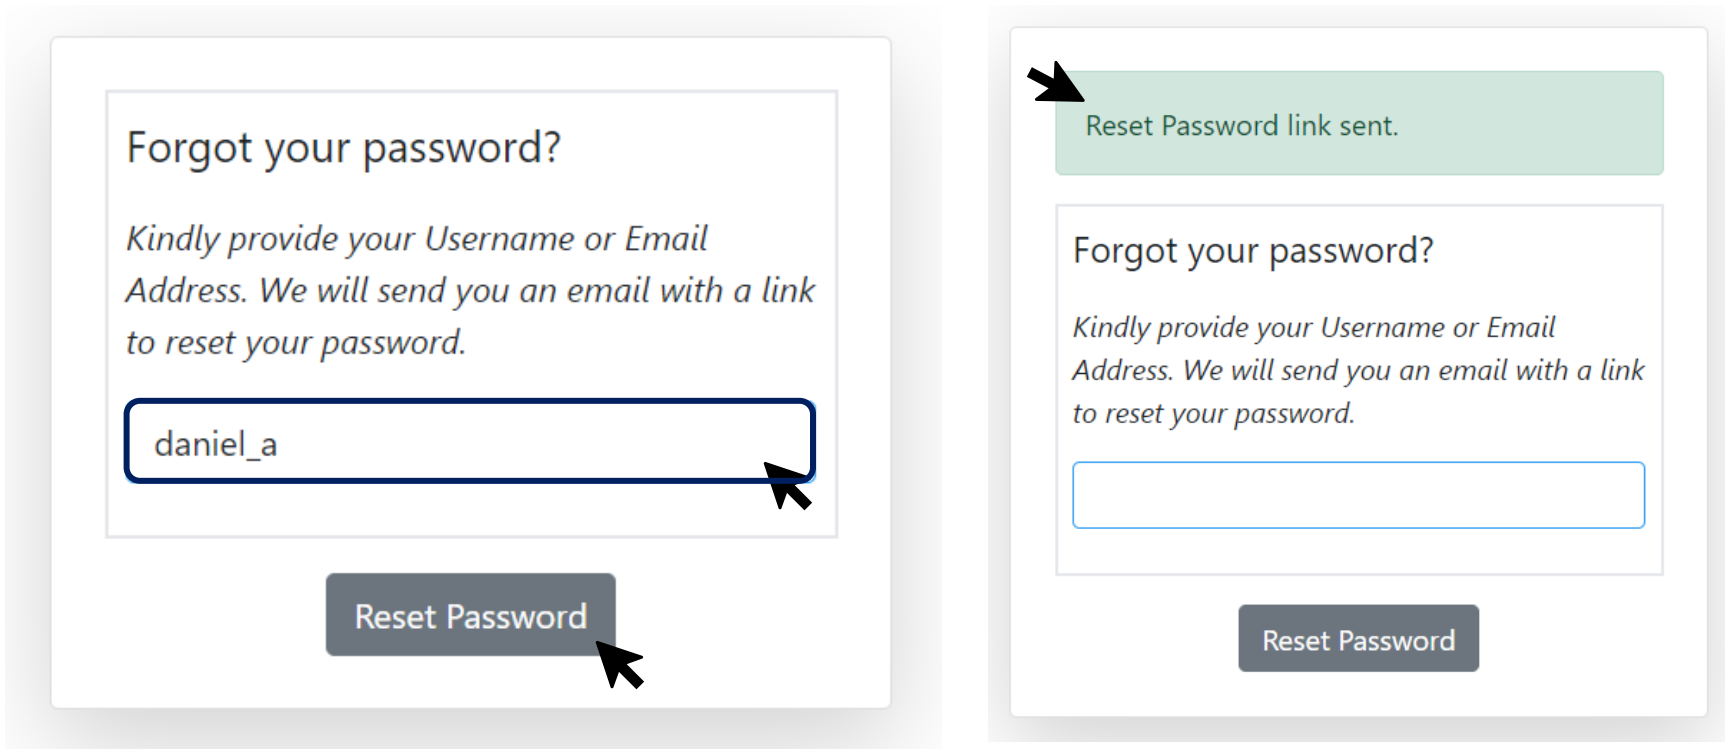 Forgot your password?
Kindly provide your Username or Email
Address. We will send you an email with a link
to reset your password.
daniel_a
Reset Password
Reset Password link sent.
Forgot your password?
Kindly provide your Username or Email
Address. We will send you an email with a link
to reset your password.
Reset Password